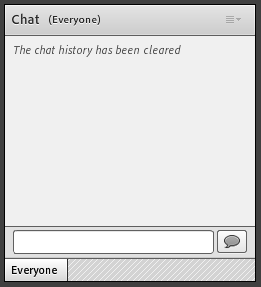 Chat (Everyone)
The chat history has been cleared
Everyone